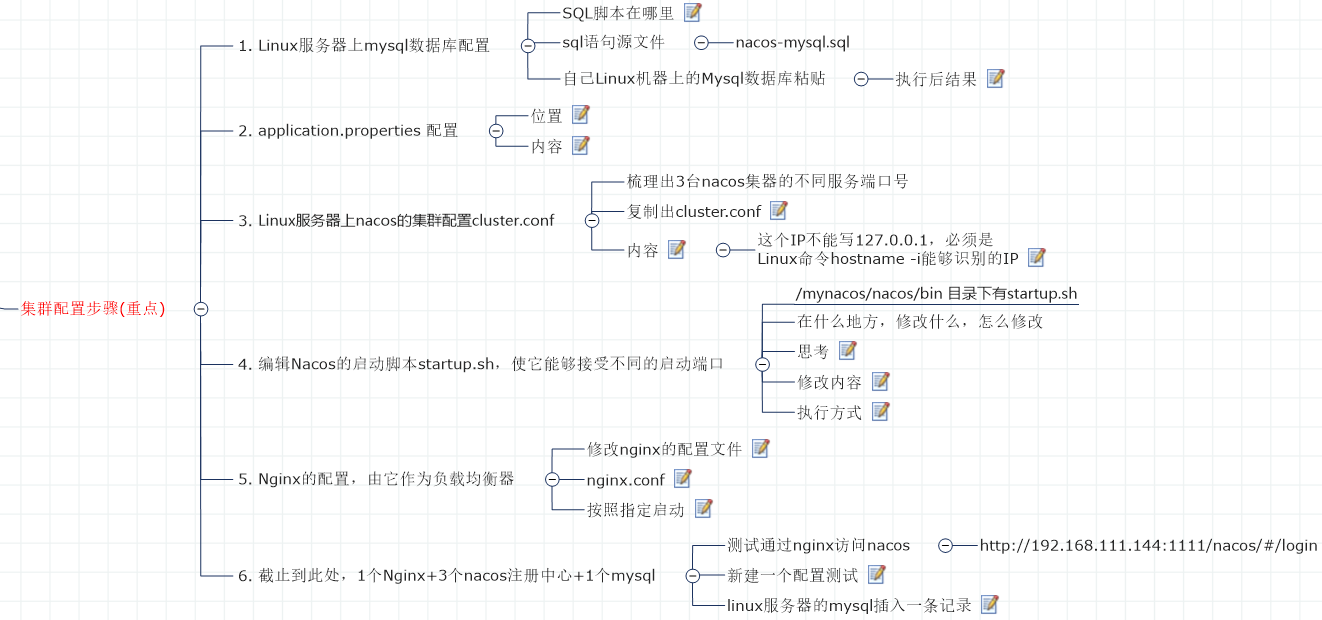 集群配置步骤(重点)
1. Linux服务器上mysql数据库配置
SQL脚本在哪里
sql语句源文件
nacos-mysql.sql
自己Linux机器上的Mysql数据库粘贴
执行后结果
2. application.properties 配置
位置
内容
3. Linux服务器上nacos的集群配置cluster.conf
梳理出3台nacos集器的不同服务端口号
复制出cluster.conf
内容
这个IP不能写127.0.0.1，必须是
Linux命令hostname -i能够识别的IP
4. 编辑Nacos的启动脚本startup.sh，使它能够接受不同的启动端口
/mynacos/nacos/bin 目录下有startup.sh
在什么地方，修改什么，怎么修改
思考
修改内容
执行方式
5. Nginx的配置，由它作为负载均衡器
修改nginx的配置文件
nginx.conf
按照指定启动
6. 截止到此处，1个Nginx+3个nacos注册中心+1个mysql
测试通过nginx访问nacos
http://192.168.111.144:1111/nacos/#/login
新建一个配置测试
linux服务器的mysql插入一条记录